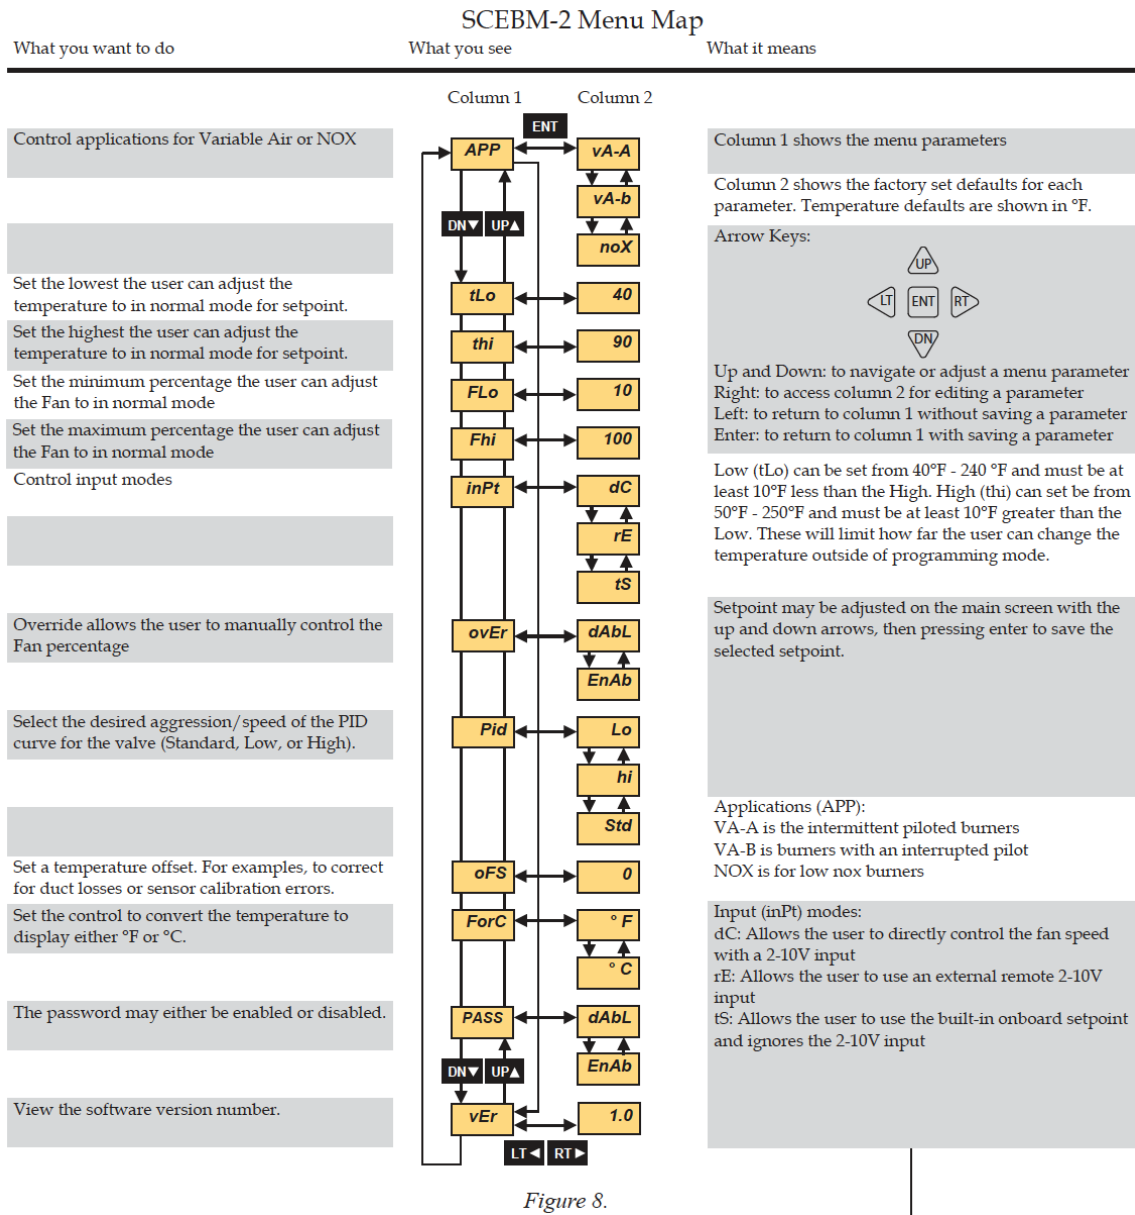 SCEBM-2 Menu Map
What you want to do
What you see
What it means
Column 1
Column 2
ENT
Control applications for Variable Air or NOX
APP
vA-A
vA-b
noX
DN▼
UP▲
Column 1 shows the menu parameters
Column 2 shows the factory set defaults for each
parameter. Temperature defaults are shown in °F.
Arrow Keys:
UP
LT
ENT
RT
DN
Up and Down: to navigate or adjust a menu parameter
Right: to access column 2 for editing a parameter
Left: to return to column 1 without saving a parameter
Enter: to return to column 1 with saving a parameter
Set the lowest the user can adjust the
temperature to in normal mode for setpoint.
tLo
40
Set the highest the user can adjust the
temperature to in normal mode for setpoint.
thi
90
Set the minimum percentage the user can adjust
the Fan to in normal mode
FLo
10
Set the maximum percentage the user can adjust
the Fan to in normal mode
Fhi
100
Control input modes
inPt
dC
rE
tS
Low (tLo) can be set from 40°F - 240 °F and must be at
least 10°F less than the High. High (thi) can set be from
50°F - 250°F and must be at least 10°F greater than the
Low. These will limit how far the user can change the
temperature outside of programming mode.
Override allows the user to manually control the
Fan percentage
ovEr
dAbL
EnAb
Setpoint may be adjusted on the main screen with the
up and down arrows, then pressing enter to save the
selected setpoint.
Select the desired aggression/speed of the PID
curve for the valve (Standard, Low, or High).
Pid
Lo
hi
Std
Applications (APP):
VA-A is the intermittent piloted burners
VA-B is burners with an interrupted pilot
NOX is for low nox burners
Set a temperature offset. For examples, to correct
for duct losses or sensor calibration errors.
oFS
0
Set the control to convert the temperature to
display either °F or °C.
ForC
° F
° C
Input (inPt) modes:
dC: Allows the user to directly control the fan speed
with a 2-10V input
rE: Allows the user to use an external remote 2-10V
input
tS: Allows the user to use the built-in onboard setpoint
and ignores the 2-10V input
The password may either be enabled or disabled.
PASS
dAbL
EnAb
DN▼
UP▲
View the software version number.
vEr
1.0
LT◄
RT►
Figure 8.